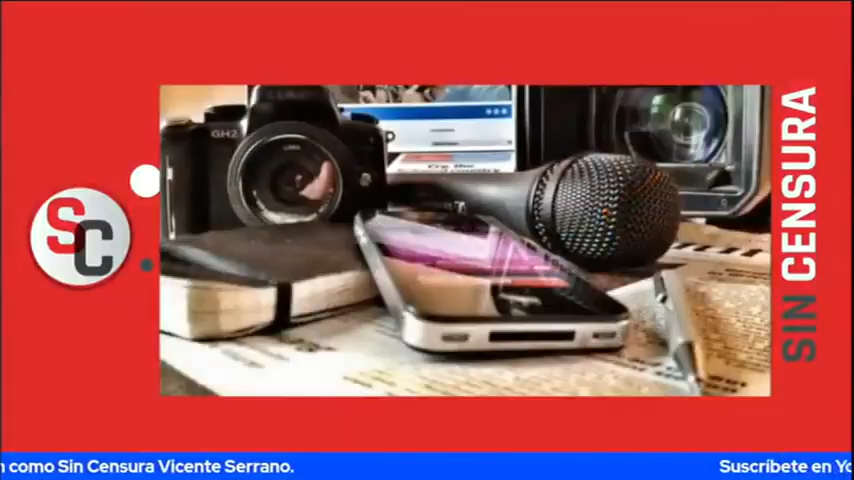 GH2
SC
SIN CENSURA
n como Sin Censura Vicente Serrano.
Suscríbete en Yo